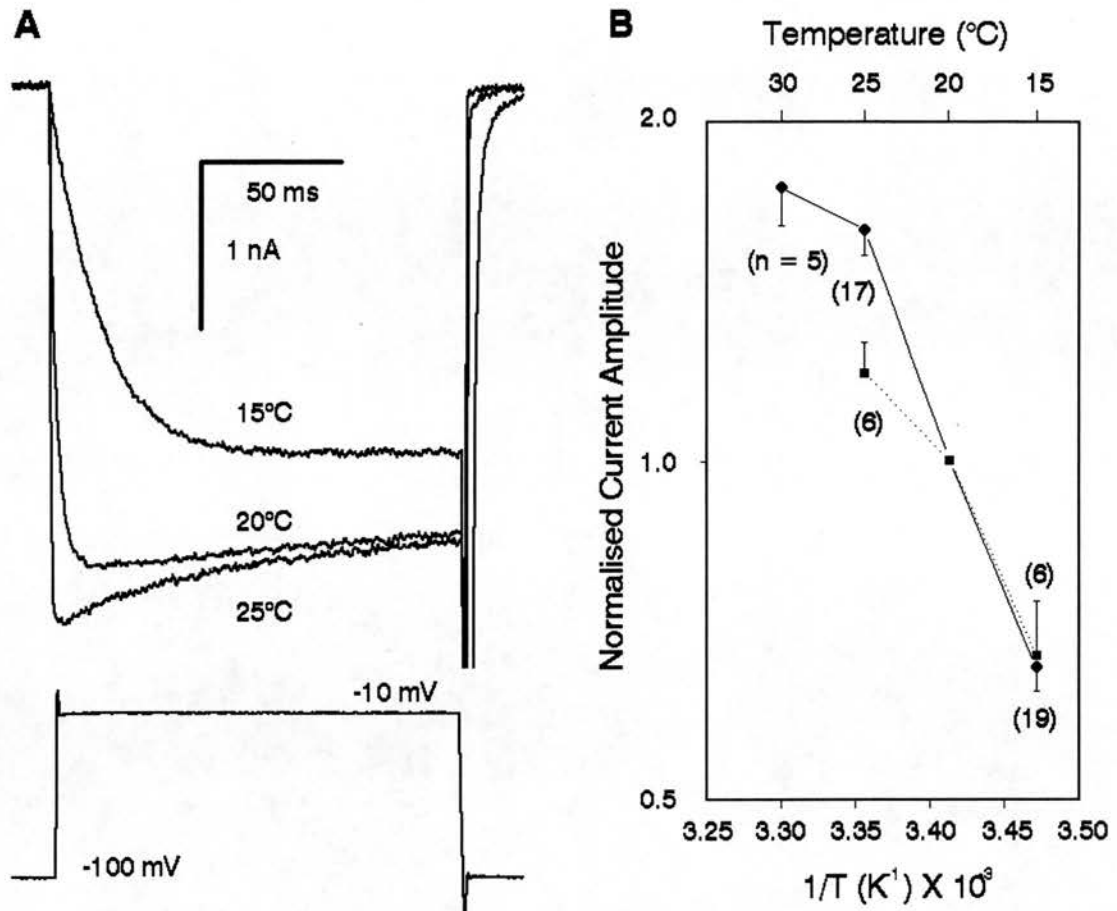 A
50 ms
1 nA
15°C
20°C
25°C
-10 mV
-100 mV
B
Temperature (°C)
30 25 20 15
2.0
1.0
0.5
Normalised Current Amplitude
(n = 5)
(17)
(6)
(6)
(19)
3.25 3.30 3.35 3.40 3.45 3.50
1/T (K⁻¹) X 10³